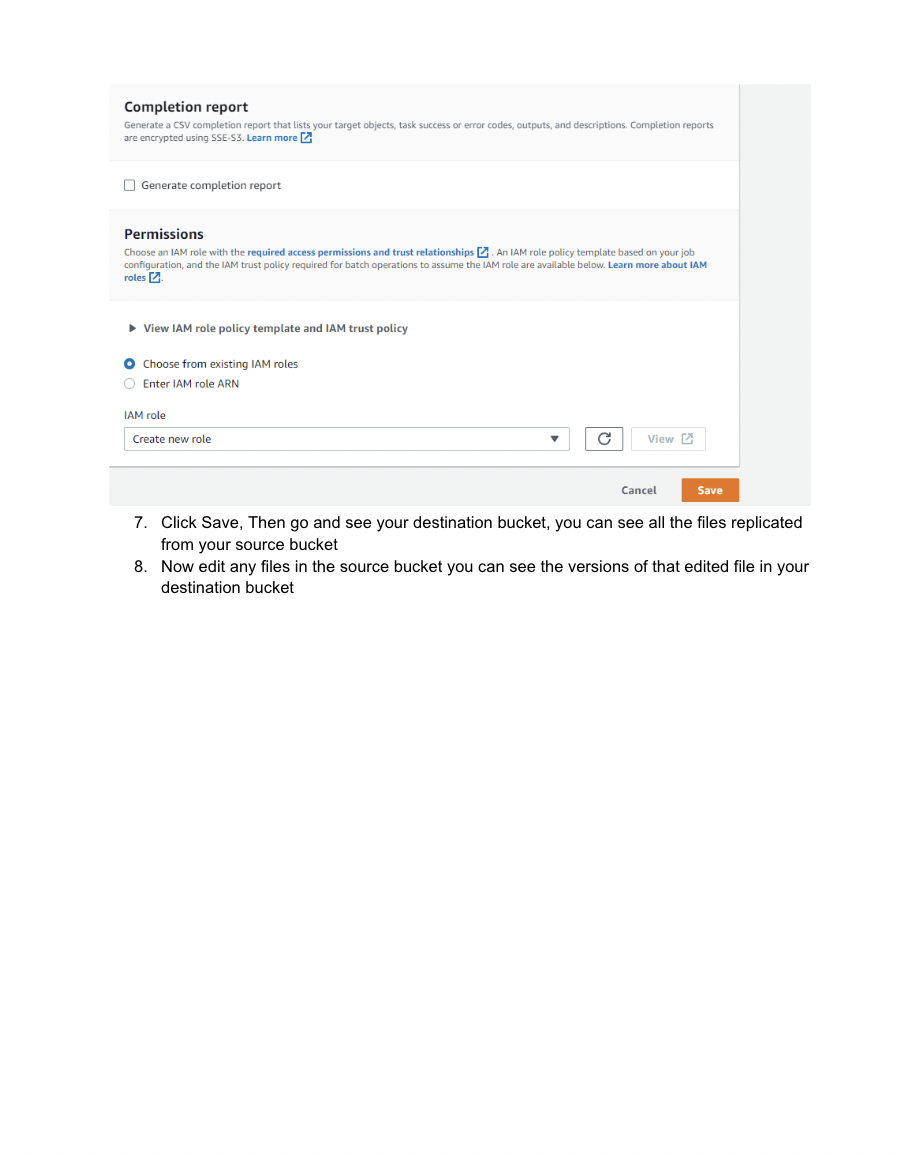 Completion report
Generate a CSV completion report that lists your target objects, task success or error codes, outputs, and descriptions. Completion reports
are encrypted using SSE-S3. Learn more
Generate completion report
Permissions
Choose an IAM role with the required access permissions and trust relationships . An IAM role policy template based on your job
configuration, and the IAM trust policy required for batch operations to assume the IAM role are available below. Learn more about IAM
roles .
View IAM role policy template and IAM trust policy
Choose from existing IAM roles
Enter IAM role ARN
IAM role
Create new role View
Cancel Save
7. Click Save, Then go and see your destination bucket, you can see all the files replicated
from your source bucket
8. Now edit any files in the source bucket you can see the versions of that edited file in your
destination bucket